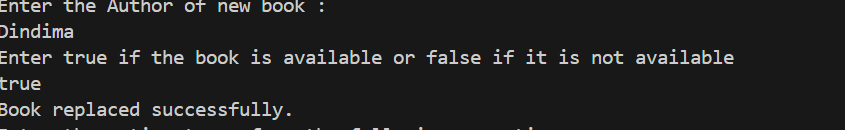 Enter the Author of new book :
Dindima
Enter true if the book is available or false if it is not available
true
Book replaced successfully.